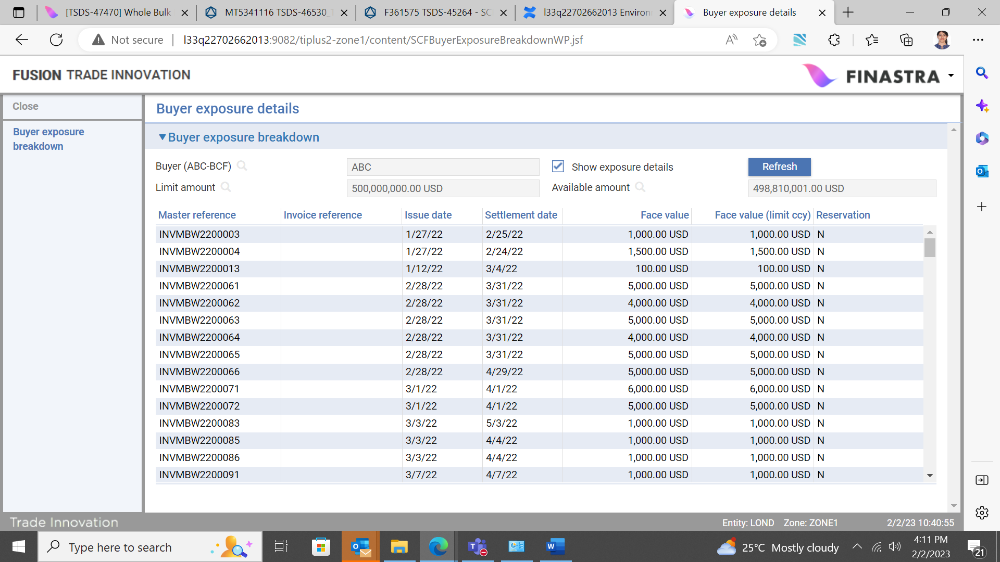 [TSDS-47470] Whole Bulk
MT5341116 TSDS-46530_T
F361575 TSDS-45264 - SC
l33q22702662013 Environ
Buyer exposure details
Not secure
l33q22702662013:9082/tiplus2-zone1/content/SCFBuyerExposureBreakdownWP.jsf
FUSION TRADE INNOVATION
FINASTRA
Close
Buyer exposure details
Buyer exposure breakdown
Buyer exposure breakdown
Buyer (ABC-BCF) ABC Show exposure details Refresh
Limit amount 500,000,000.00 USD Available amount 498,810,001.00 USD
Master reference Invoice reference Issue date Settlement date Face value Face value (limit ccy) Reservation
INVMBW2200003 1/27/22 2/25/22 1,000.00 USD 1,000.00 USD N
INVMBW2200004 1/27/22 2/24/22 1,500.00 USD 1,500.00 USD N
INVMBW2200013 1/12/22 3/4/22 100.00 USD 100.00 USD N
INVMBW2200061 2/28/22 3/31/22 5,000.00 USD 5,000.00 USD N
INVMBW2200062 2/28/22 3/31/22 4,000.00 USD 4,000.00 USD N
INVMBW2200063 2/28/22 3/31/22 5,000.00 USD 5,000.00 USD N
INVMBW2200064 2/28/22 3/31/22 4,000.00 USD 4,000.00 USD N
INVMBW2200065 2/28/22 3/31/22 5,000.00 USD 5,000.00 USD N
INVMBW2200066 2/28/22 4/29/22 5,000.00 USD 5,000.00 USD N
INVMBW2200071 3/1/22 4/1/22 6,000.00 USD 6,000.00 USD N
INVMBW2200072 3/1/22 4/1/22 5,000.00 USD 5,000.00 USD N
INVMBW2200083 3/3/22 5/3/22 1,000.00 USD 1,000.00 USD N
INVMBW2200085 3/3/22 4/4/22 1,000.00 USD 1,000.00 USD N
INVMBW2200086 3/3/22 4/4/22 1,000.00 USD 1,000.00 USD N
INVMBW2200091 3/7/22 4/7/22 1,000.00 USD 1,000.00 USD N
Trade Innovation
Entity: LOND Zone: ZONE1 2/2/23 10:40:55
Type here to search
25°C Mostly cloudy
4:11 PM
2/2/2023
21